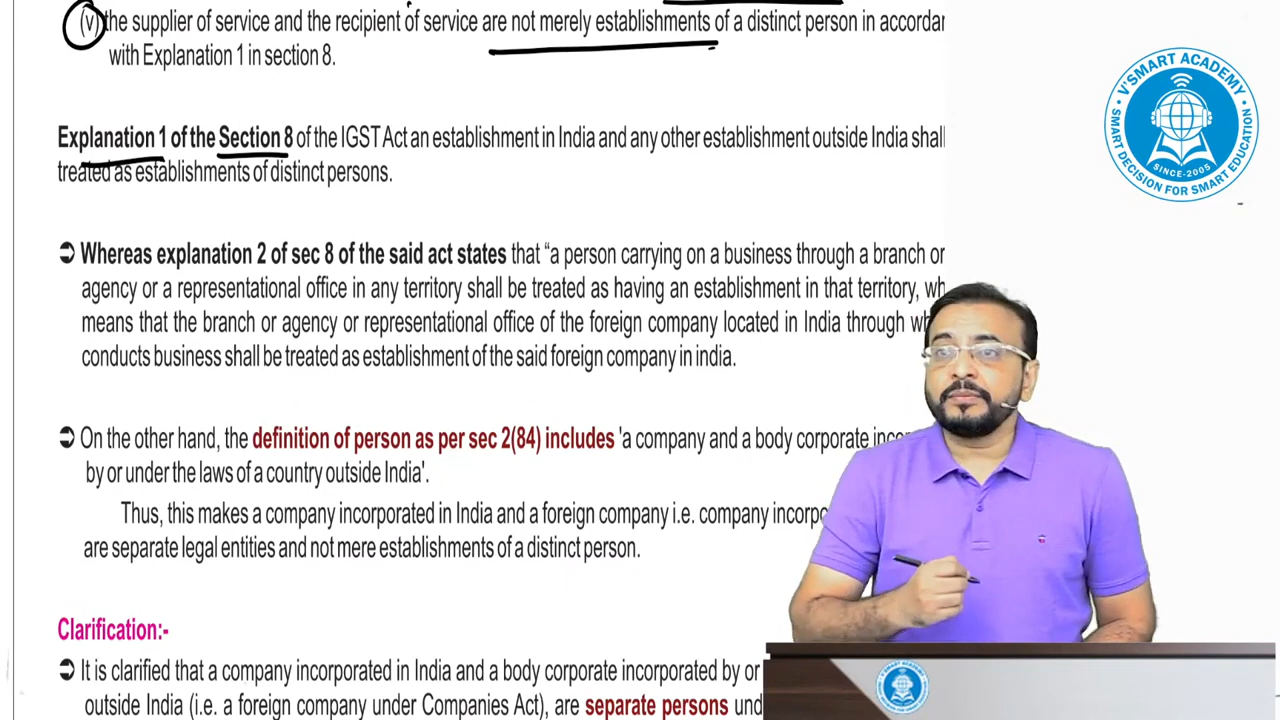 (v) the supplier of service and the recipient of service are not merely establishments of a distinct person in
with Explanation 1 in section 8.
Explanation 1 of the Section 8 of the IGST Act an establishment in India and any other establishment outside India shall
treated as establishments of distinct persons.
➲ Whereas explanation 2 of sec 8 of the said act states that “a person carrying on a business through a branch or
agency or a representational office in any territory shall be treated as having an establishment in that territory,
means that the branch or agency or representational office of the foreign company located in India through
conducts business shall be treated as establishment of the said foreign company in india.
➲ On the other hand, the definition of person as per sec 2(84) includes 'a company and a body corporate
by or under the laws of a country outside India'.
Thus, this makes a company incorporated in India and a foreign company i.e. company
are separate legal entities and not mere establishments of a distinct person.
Clarification:-
➲ It is clarified that a company incorporated in India and a body corporate incorporated by or
outside India (i.e. a foreign company under Companies Act), are separate persons
V'SMART ACADEMY
SINCE-2005
SMART DECISION FOR SMART EDUCATION
V'SMART ACADEMY